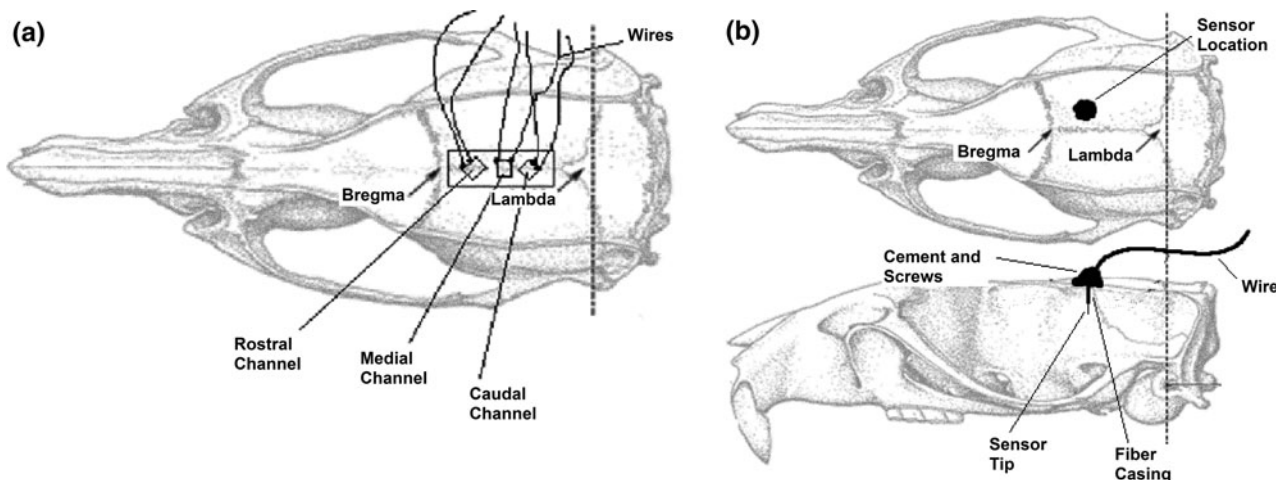 (a)
Wires
Bregma
Lambda
Rostral
Channel
Medial
Channel
Caudal
Channel
(b)
Sensor
Location
Bregma
Lambda
Cement and
Screws
Wire
Sensor
Tip
Fiber
Casing